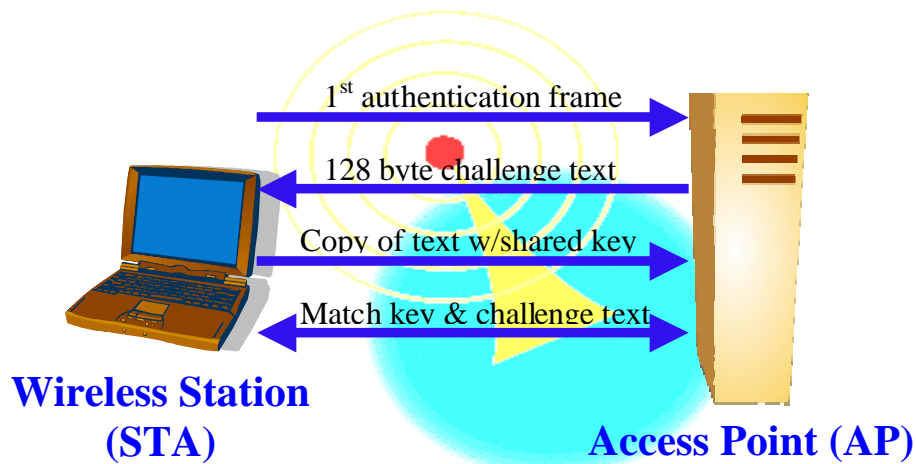 1st authentication frame
128 byte challenge text
Copy of text w/shared key
Match key & challenge text
Wireless Station
(STA)
Access Point (AP)